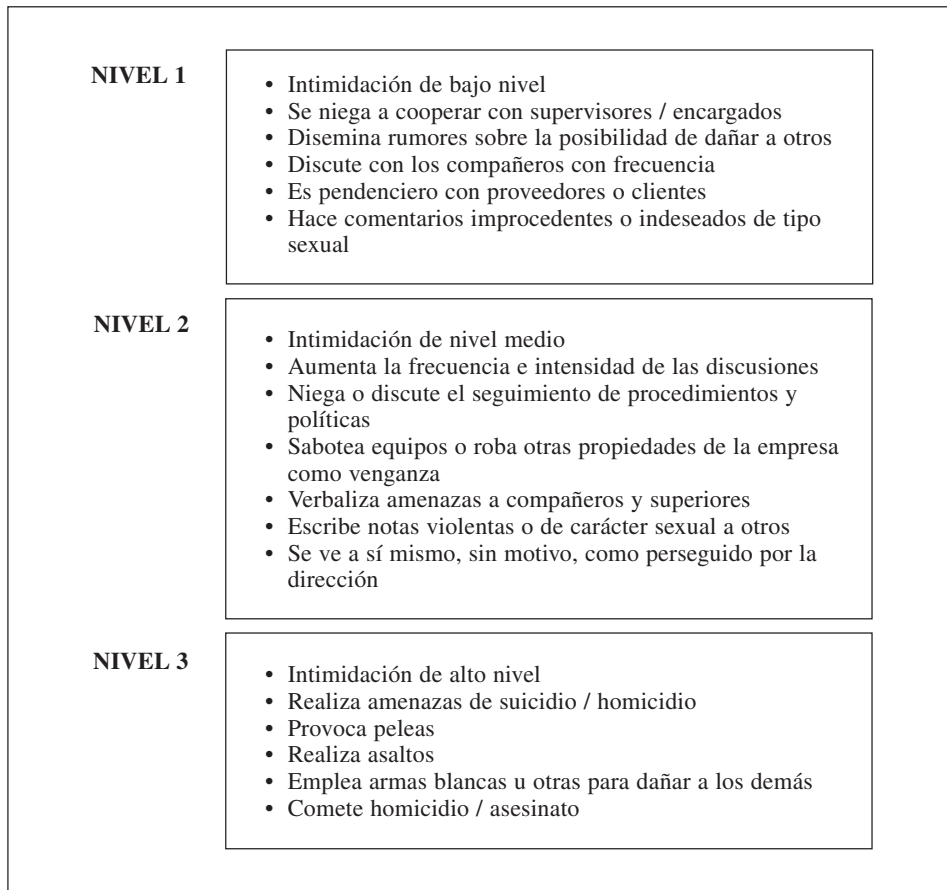 NIVEL 1
• Intimidación de bajo nivel
• Se niega a cooperar con supervisores / encargados
• Disemina rumores sobre la posibilidad de dañar a otros
• Discute con los compañeros con frecuencia
• Es pendenciero con proveedores o clientes
• Hace comentarios improcedentes o indeseados de tipo
sexual
NIVEL 2
• Intimidación de nivel medio
• Aumenta la frecuencia e intensidad de las discusiones
• Niega o discute el seguimiento de procedimientos y
políticas
• Sabotea equipos o roba otras propiedades de la empresa
como venganza
• Verbaliza amenazas a compañeros y superiores
• Escribe notas violentas o de carácter sexual a otros
• Se ve a sí mismo, sin motivo, como perseguido por la
dirección
NIVEL 3
• Intimidación de alto nivel
• Realiza amenazas de suicidio / homicidio
• Provoca peleas
• Realiza asaltos
• Emplea armas blancas u otras para dañar a los demás
• Comete homicidio / asesinato